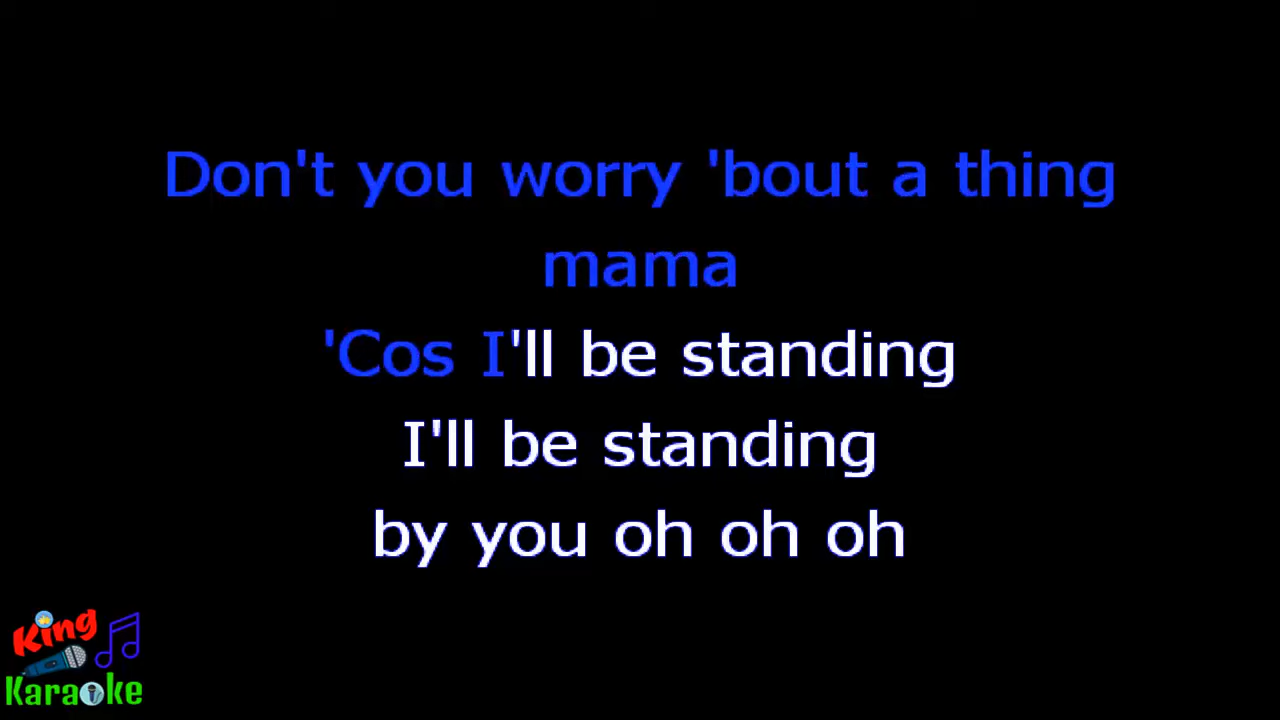 Don't you worry 'bout a thing
mama
'Cos I'll be standing
I'll be standing
by you oh oh oh
King
Karaoke